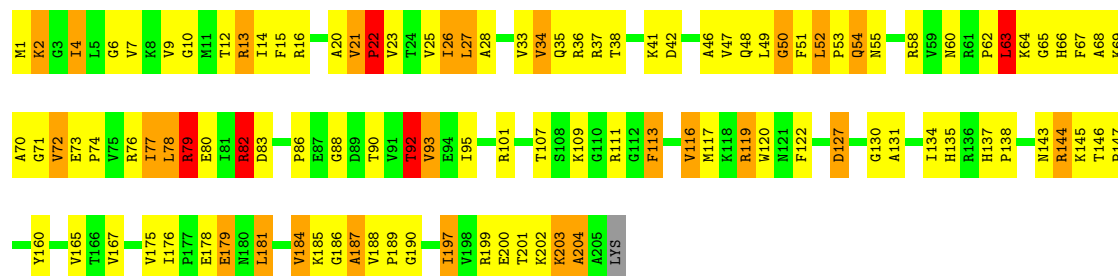 M1 K2 G3 I4 L5 G6 V7 K8 V9 G10 M11 T12 R13 I14 F15 R16 A20 V21 P22 V23 T24 V25 I26 L27 A28 V33 V34 Q35 R36 R37 T38 K41 D42 A46 V47 Q48 L49 G50 F51 L52 P53 Q54 N55 R58 V59 N60 R61 P62 L63 K64 G65 H66 F67 A68 K69
A70 G71 V72 E73 P74 V75 R76 I77 L78 R79 E80 I81 R82 D83 P86 E87 G88 D89 T90 V91 T92 V93 E94 I95 R101 T107 S108 K109 G110 R111 G112 F113 V116 M117 K118 R119 W120 N121 F122 D127 G130 A131 I134 H135 R136 H137 P138 N143 R144 K145 T146
Y160 V165 T166 V167 V175 I176 P177 E178 E179 N180 L181 V184 K185 G186 A187 V188 P189 G190 I197 V198 R199 E200 T201 K202 K203 A204 A205 LYS